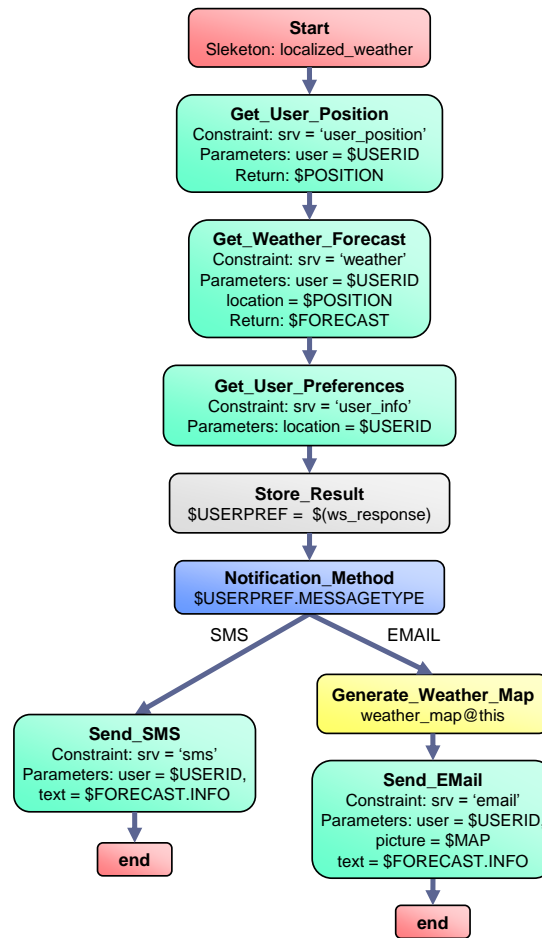 Start
Sleketon: localized_weather
Get_User_Position
Constraint: srv = ‘user_position’
Parameters: user = $USERID
Return: $POSITION
Get_Weather_Forecast
Constraint: srv = ‘weather’
Parameters: user = $USERID
location = $POSITION
Return: $FORECAST
Get_User_Preferences
Constraint: srv = ‘user_info’
Parameters: location = $USERID
Store_Result
$USERPREF = $(ws_response)
Notification_Method
$USERPREF.MESSAGETYPE
SMS
EMAIL
Send_SMS
Constraint: srv = ‘sms’
Parameters: user = $USERID,
text = $FORECAST.INFO
end
Generate_Weather_Map
weather_map@this
Send_EMail
Constraint: srv = ‘email’
Parameters: user = $USERID,
picture = $MAP
text = $FORECAST.INFO
end